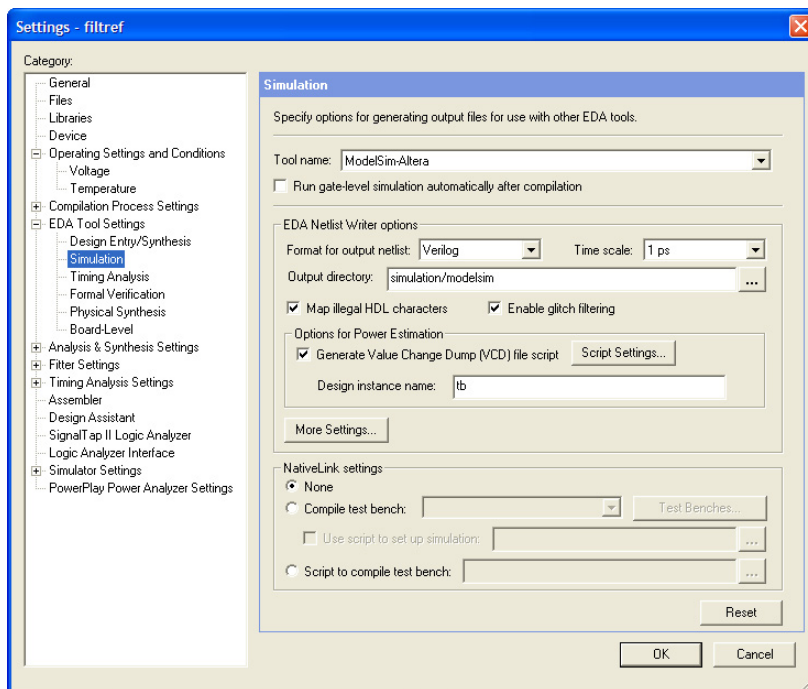 Settings - filtref
Category:
General
Files
Libraries
Device
Operating Settings and Conditions
Voltage
Temperature
Compilation Process Settings
EDA Tool Settings
Design Entry/Synthesis
Simulation
Timing Analysis
Formal Verification
Physical Synthesis
Board-Level
Analysis & Synthesis Settings
Fitter Settings
Timing Analysis Settings
Assembler
Design Assistant
SignalTap II Logic Analyzer
Logic Analyzer Interface
Simulator Settings
PowerPlay Power Analyzer Settings
Simulation
Specify options for generating output files for use with other EDA tools.
Tool name: ModelSim-Altera
Run gate-level simulation automatically after compilation
EDA Netlist Writer options
Format for output netlist: Verilog Time scale: 1 ps
Output directory: simulation/modelsim ...
Map illegal HDL characters Enable glitch filtering
Options for Power Estimation
Generate Value Change Dump (VCD) file script Script Settings...
Design instance name: tb
More Settings...
NativeLink settings
None
Compile test bench: Test Benches...
Use script to set up simulation: ...
Script to compile test bench: ...
Reset
OK Cancel